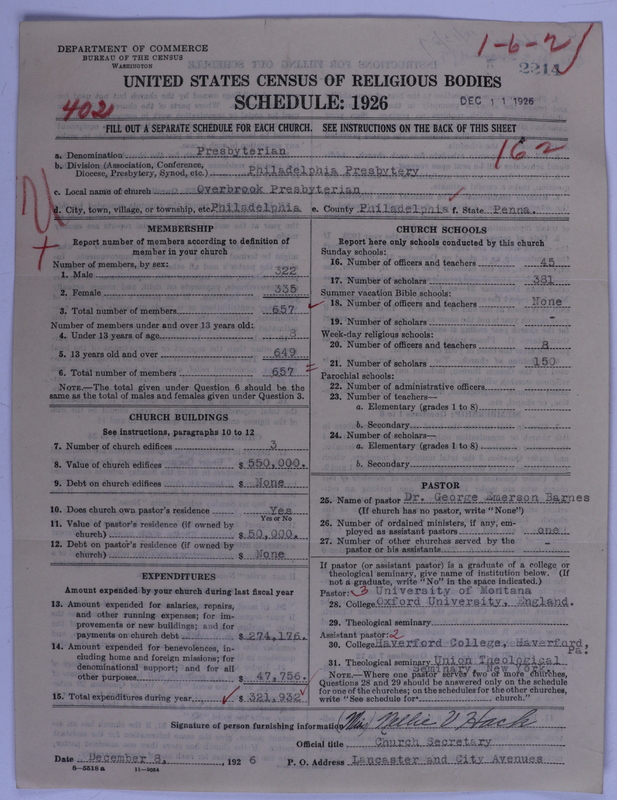 DEPARTMENT OF COMMERCE
BUREAU OF THE CENSUS
WASHINGTON
1-6-2
2214
UNITED STATES CENSUS OF RELIGIOUS BODIES
SCHEDULE: 1926
DEC 11 1926
402
FILL OUT A SEPARATE SCHEDULE FOR EACH CHURCH. SEE INSTRUCTIONS ON THE BACK OF THIS SHEET
162
a. Denomination Presbyterian
b. Division (Association, Conference,
Diocese, Presbytery, Synod, etc.) Philadelphia Presbytery
c. Local name of church Overbrook Presbyterian
d. City, town, village, or township, etc. Philadelphia e. County Philadelphia f. State Penna.
MEMBERSHIP
Report number of members according to definition of
member in your church
Number of members, by sex:
1. Male 322
2. Female 335
3. Total number of members 657
Number of members under and over 13 years old:
4. Under 13 years of age 8
5. 13 years old and over 649
6. Total number of members 657
NOTE.—The total given under Question 6 should be the
same as the total of males and females given under Question 3.
CHURCH BUILDINGS
See instructions, paragraphs 10 to 12
7. Number of church edifices 3
8. Value of church edifices $ 550,000.
9. Debt on church edifices $ None
10. Does church own pastor's residence Yes
Yes or No
11. Value of pastor's residence (if owned by
church) $ 50,000.
12. Debt on pastor's residence (if owned by
church) $ None
EXPENDITURES
Amount expended by your church during last fiscal year
13. Amount expended for salaries, repairs,
and other running expenses; for im-
provements or new buildings; and for
payments on church debt $ 274,176.
14. Amount expended for benevolences, in-
cluding home and foreign missions; for
denominational support; and for all
other purposes $ 47,756.
15. Total expenditures during year $ 321,932
CHURCH SCHOOLS
Report here only schools conducted by this church
Sunday schools:
16. Number of officers and teachers 45
17. Number of scholars 381
Summer vacation Bible schools:
18. Number of officers and teachers None
19. Number of scholars -
Week-day religious schools:
20. Number of officers and teachers 8
21. Number of scholars 150
Parochial schools:
22. Number of administrative officers
23. Number of teachers—
a. Elementary (grades 1 to 8)
b. Secondary
24. Number of scholars—
a. Elementary (grades 1 to 8)
b. Secondary
PASTOR
25. Name of pastor Dr. George Emerson Barnes
(If church has no pastor, write "None")
26. Number of ordained ministers, if any, em-
ployed as assistant pastors one
27. Number of other churches served by the
pastor or his assistants -
If pastor (or assistant pastor) is a graduate of a college or
theological seminary, give name of institution below. (If
not a graduate, write "No" in the space indicated.)
Pastor: 3 University of Montana
28. College Oxford University, England.
29. Theological seminary
Assistant pastor: 2
30. College Haverford College, Haverford,
Pa.
31. Theological seminary Union Theological
Seminary, New York.
NOTE.—Where one pastor serves two or more churches,
Questions 28 and 29 should be answered only on the schedule
for one of the churches; on the schedules for the other churches,
write "See schedule for church."
Signature of person furnishing information Miss Nellie V Hack
Official title Church Secretary
Date December 8, 1926 P. O. Address Lancaster and City Avenues
8—5518 a